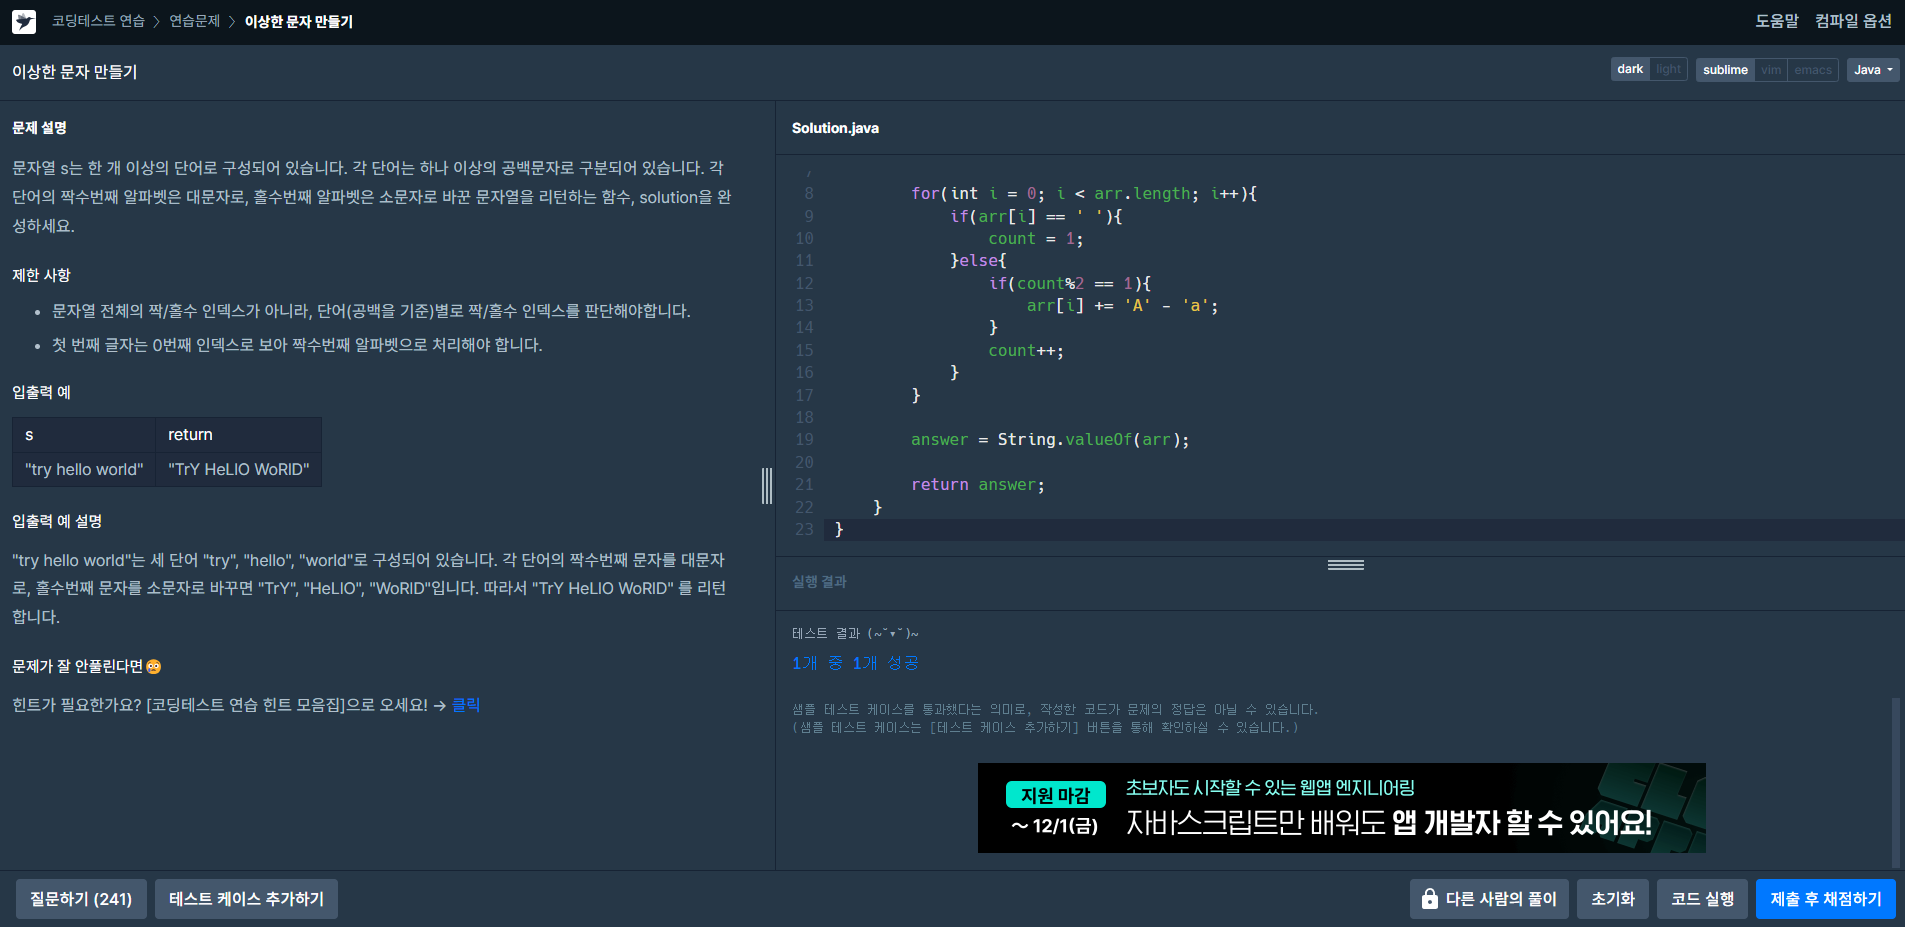 코딩테스트 연습 > 연습문제 > 이상한 문자 만들기
도움말 컴파일 옵션
이상한 문자 만들기
dark light sublime vim emacs Java
문제 설명
문자열 s는 한 개 이상의 단어로 구성되어 있습니다. 각 단어는 하나 이상의 공백문자로 구분되어 있습니다. 각
단어의 짝수번째 알파벳은 대문자로, 홀수번째 알파벳은 소문자로 바꾼 문자열을 리턴하는 함수, solution을 완
성하세요.
제한 사항
• 문자열 전체의 짝/홀수 인덱스가 아니라, 단어(공백을 기준)별로 짝/홀수 인덱스를 판단해야합니다.
• 첫 번째 글자는 0번째 인덱스로 보아 짝수번째 알파벳으로 처리해야 합니다.
입출력 예
s return
"try hello world" "TrY HeLlO WoRlD"
입출력 예 설명
"try hello world"는 세 단어 "try", "hello", "world"로 구성되어 있습니다. 각 단어의 짝수번째 문자를 대문자
로, 홀수번째 문자를 소문자로 바꾸면 "TrY", "HeLlO", "WoRlD"입니다. 따라서 "TrY HeLlO WoRlD" 를 리턴
합니다.
문제가 잘 안풀린다면😢
힌트가 필요한가요? [코딩테스트 연습 힌트 모음집]으로 오세요! → 클릭
Solution.java
8 for(int i = 0; i < arr.length; i++){
9 if(arr[i] == ' '){
10 count = 1;
11 }else{
12 if(count%2 == 1){
13 arr[i] += 'A' - 'a';
14 }
15 count++;
16 }
17 }
18
19 answer = String.valueOf(arr);
20
21 return answer;
22 }
23 }
실행 결과
테스트 결과 (~˘▾˘)~
1개 중 1개 성공
샘플 테스트 케이스를 통과했다는 의미로, 작성한 코드가 문제의 정답은 아닐 수 있습니다.
(샘플 테스트 케이스는 [테스트 케이스 추가하기] 버튼을 통해 확인하실 수 있습니다.)
지원 마감
~ 12/1(금)
초보자도 시작할 수 있는 웹앱 엔지니어링
자바스크립트만 배워도 앱 개발자 할 수 있어요!
질문하기 (241) 테스트 케이스 추가하기 다른 사람의 풀이 초기화 코드 실행 제출 후 채점하기